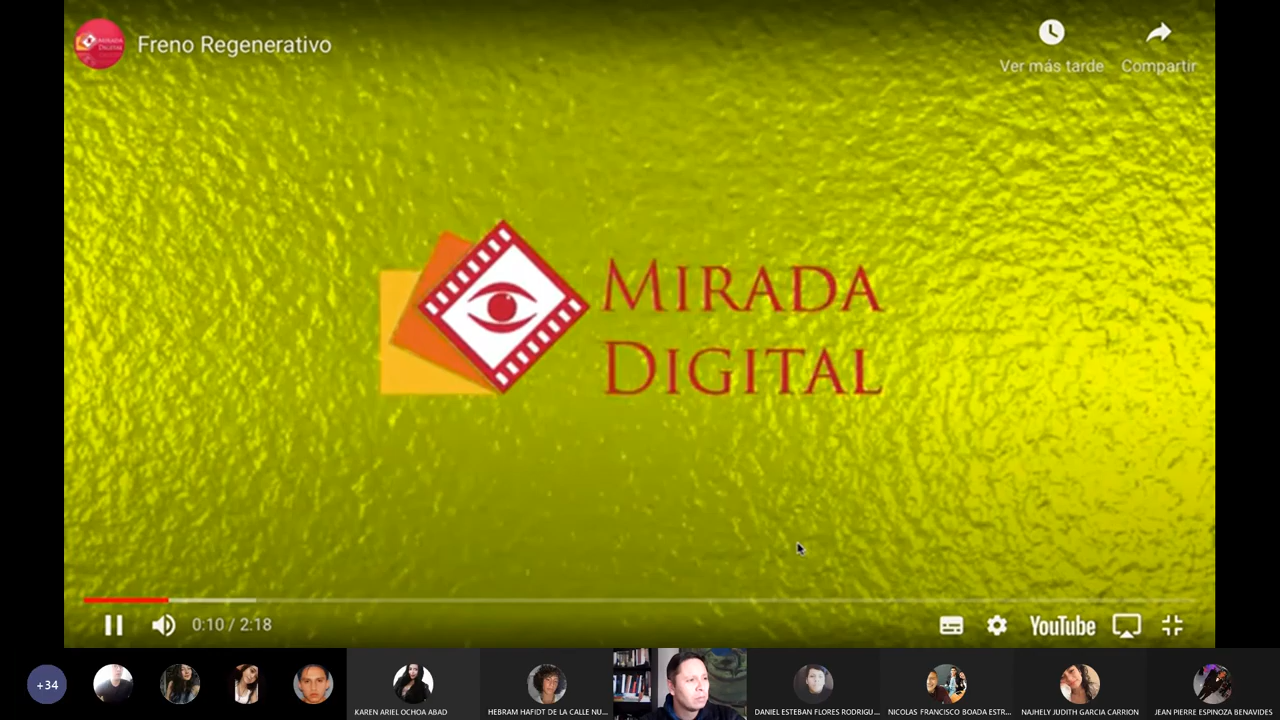 Freno Regenerativo
Ver más tarde
Compartir
MIRADA
DIGITAL
MIRADA
DIGITAL
0:10 / 2:18
YouTube
+34
KAREN ARIEL OCHOA ABAD
HEBRAM HAFIDT DE LA CALLE NU...
DANIEL ESTEBAN FLORES RODRIGU...
NICOLAS FRANCISCO BOADA ESTR...
NAJHELY JUDITH GARCIA CARRION
JEAN PIERRE ESPINOZA BENAVIDES